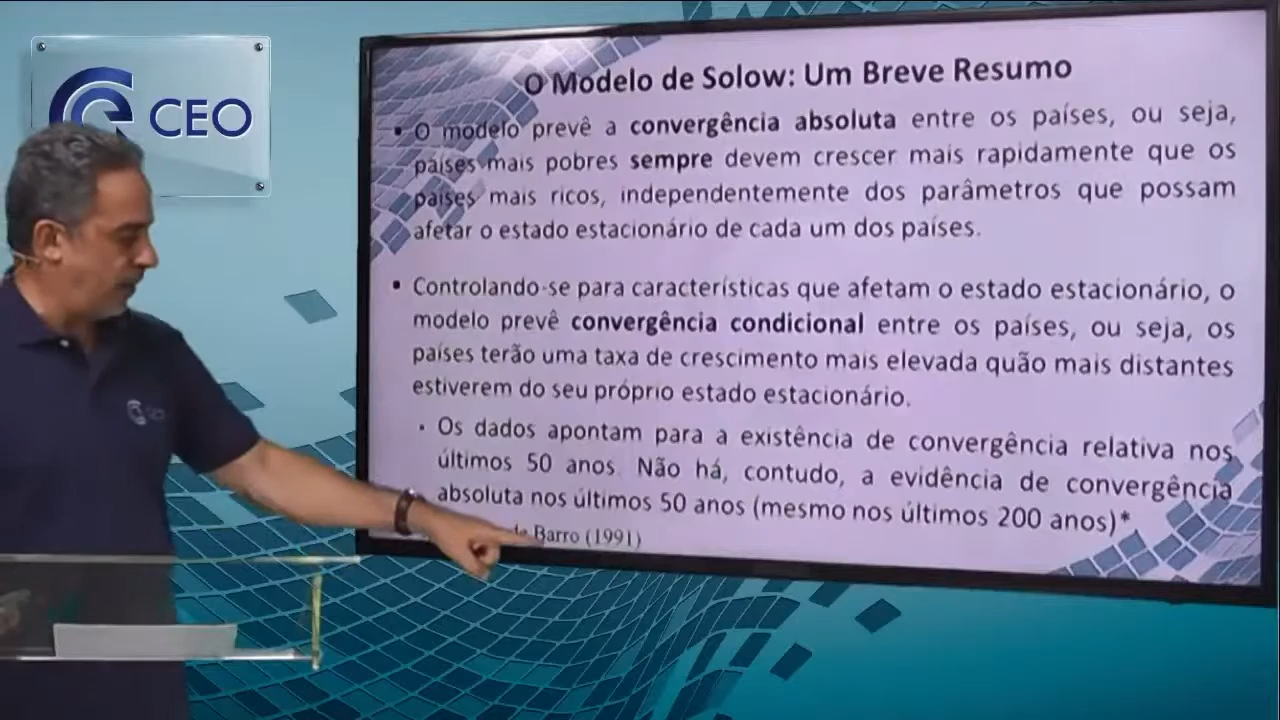 CEO
O Modelo de Solow: Um Breve Resumo
▪ O modelo prevê a convergência absoluta entre os países, ou seja,
países mais pobres sempre devem crescer mais rapidamente que os
países mais ricos, independentemente dos parâmetros que possam
afetar o estado estacionário de cada um dos países.
▪ Controlando-se para características que afetam o estado estacionário, o
modelo prevê convergência condicional entre os países, ou seja, os
países terão uma taxa de crescimento mais elevada quão mais distantes
estiverem do seu próprio estado estacionário.
▪ Os dados apontam para a existência de convergência relativa nos
últimos 50 anos. Não há, contudo, a evidência de convergência
absoluta nos últimos 50 anos (mesmo nos últimos 200 anos)*
de Barro (1991)